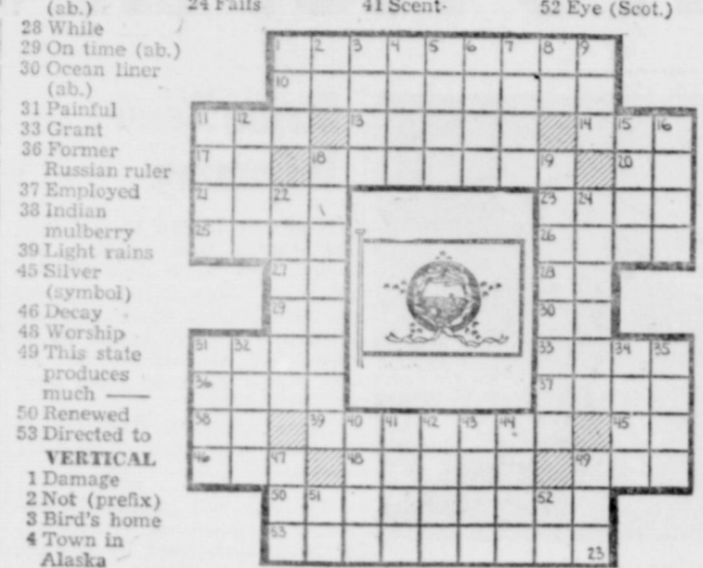 (ab.)
28 While
29 On time (ab.)
30 Ocean liner
(ab.)
31 Painful
33 Grant
36 Former
Russian ruler
37 Employed
38 Indian
mulberry
39 Light rains
45 Silver
(symbol)
46 Decay
48 Worship
49 This state
produces
much ——
50 Renewed
53 Directed to
VERTICAL
1 Damage
2 Not (prefix)
3 Bird's home
4 Town in
Alaska
24 Fails
41 Scent
52 Eye (Scot.)
1 2 3 4 5 6 7 8 9
10
11 12 13 14 15 16
17 18 19 20
21 22 23 24
25 26
27 28
29 30
31 32 33 34 35
36 37
38 39 40 41 42 43 44 45
46 47 48 49
50 51 52
53
23